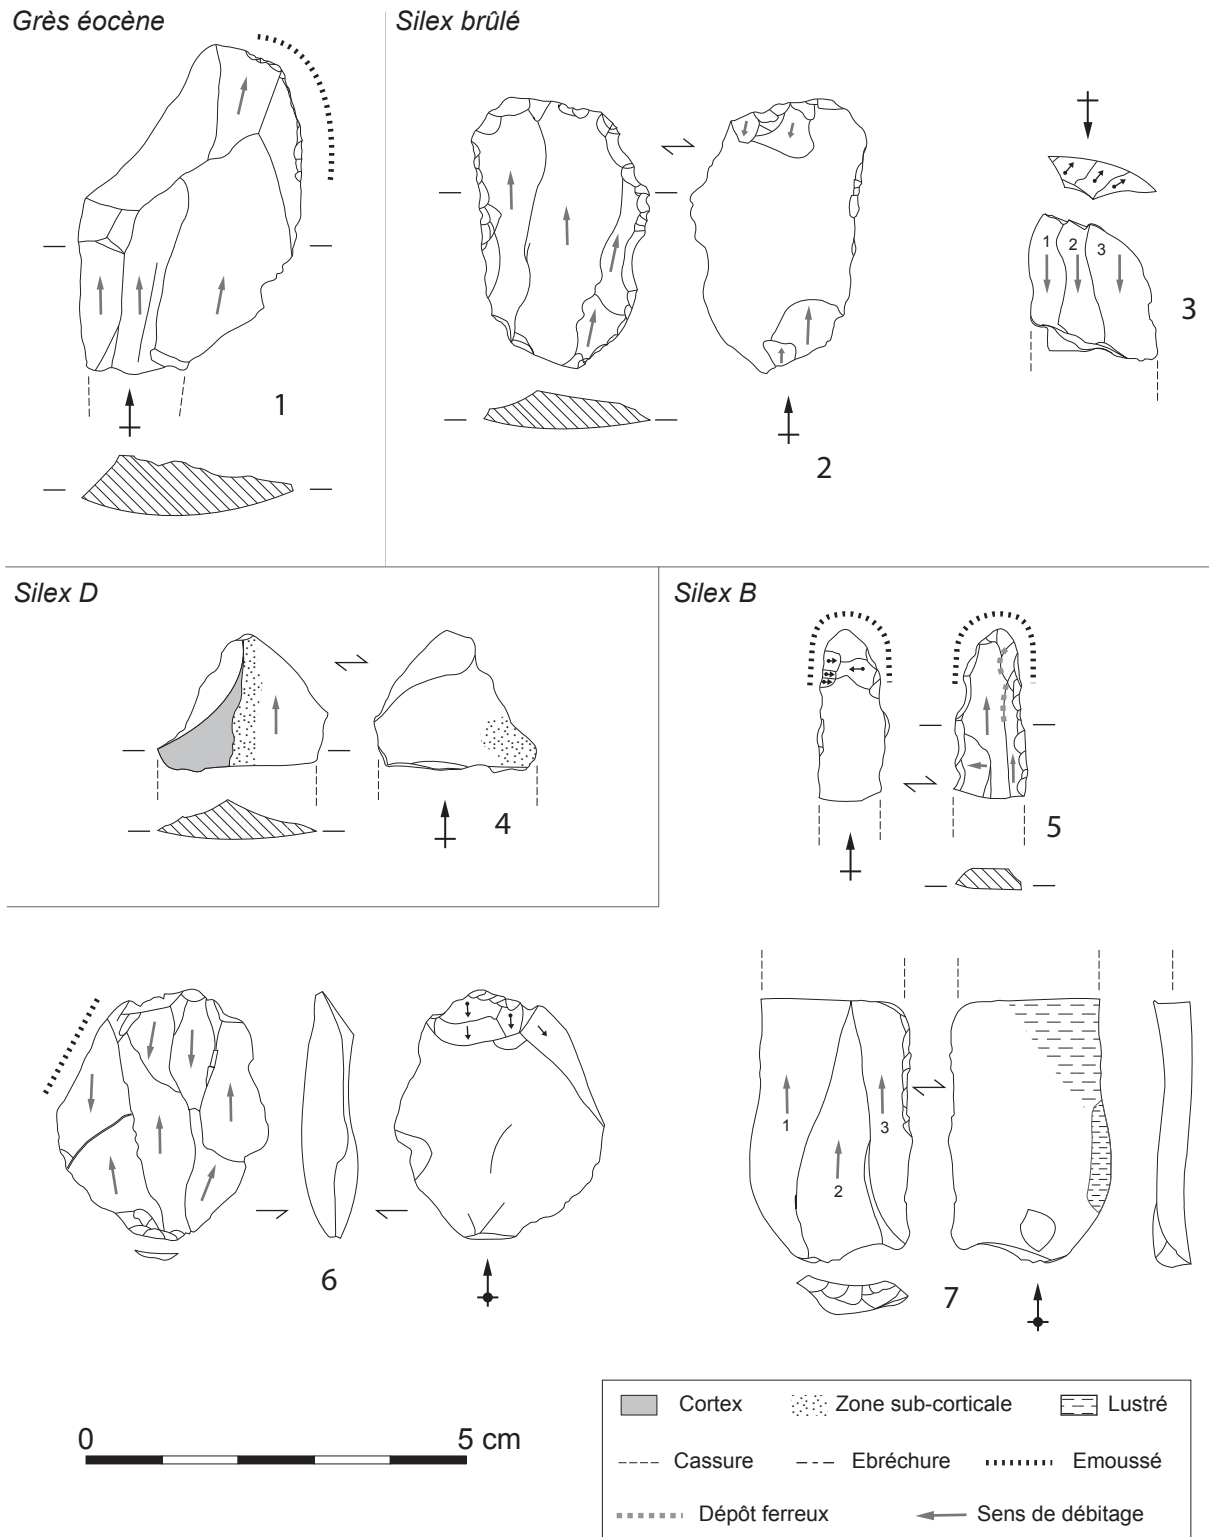 Grès éocène
Silex brûlé
1
2
1 2 3
3
Silex D
Silex B
4
5
6
1
2
3
7
0 5 cm
Cortex Zone sub-corticale Lustré
Cassure Ebréchure Emoussé
Dépôt ferreux Sens de débitage